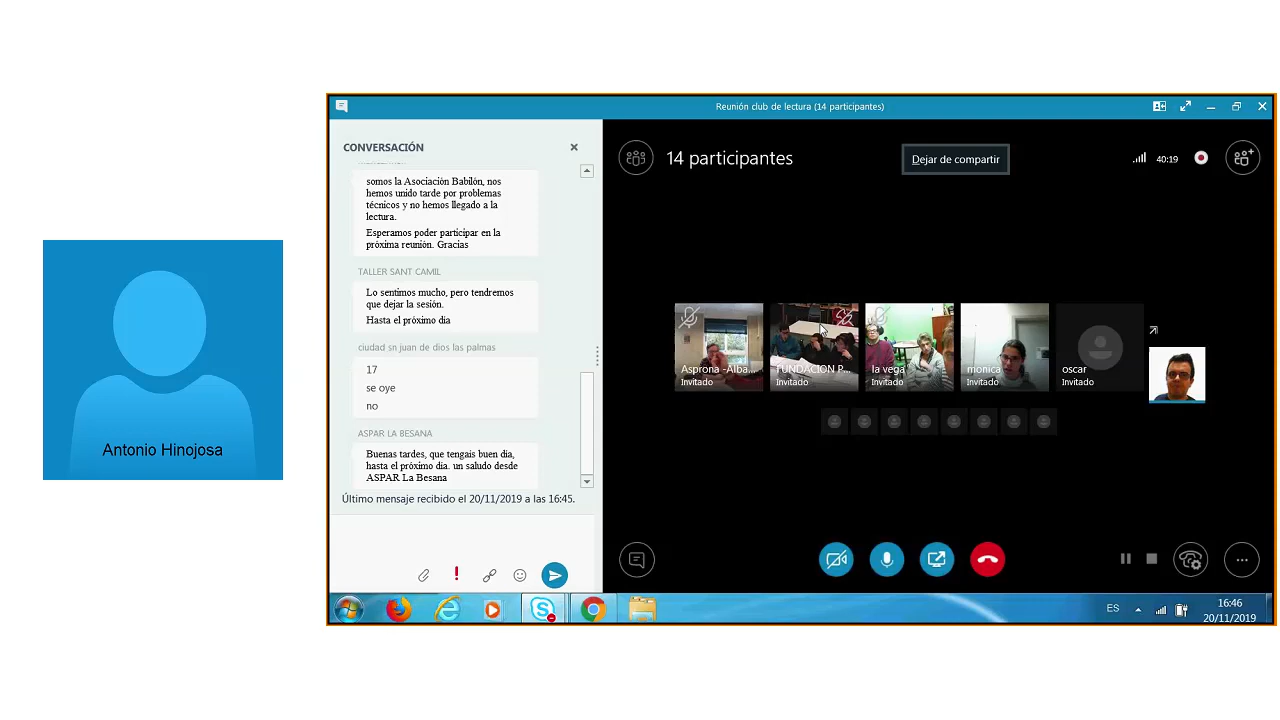 Antonio Hinojosa
Reunión club de lectura (14 participantes)
CONVERSACIÓN
somos la Asociación Babilón, nos
hemos unido tarde por problemas
técnicos y no hemos llegado a la
lectura.
Esperamos poder participar en la
próxima reunión. Gracias
TALLER SANT CAMIL
Lo sentimos mucho, pero tendremos
que dejar la sesión.
Hasta el próximo dia
ciudad sn juan de dios las palmas
17
se oye
no
ASPAR LA BESANA
Buenas tardes, que tengais buen dia,
hasta el próximo dia. un saludo desde
ASPAR La Besana
Último mensaje recibido el 20/11/2019 a las 16:45.
14 participantes
Dejar de compartir
40:19
Asprona -Alba...
Invitado
FUNDACION P...
Invitado
la vega
Invitado
monica
Invitado
oscar
Invitado
ES
16:46
20/11/2019